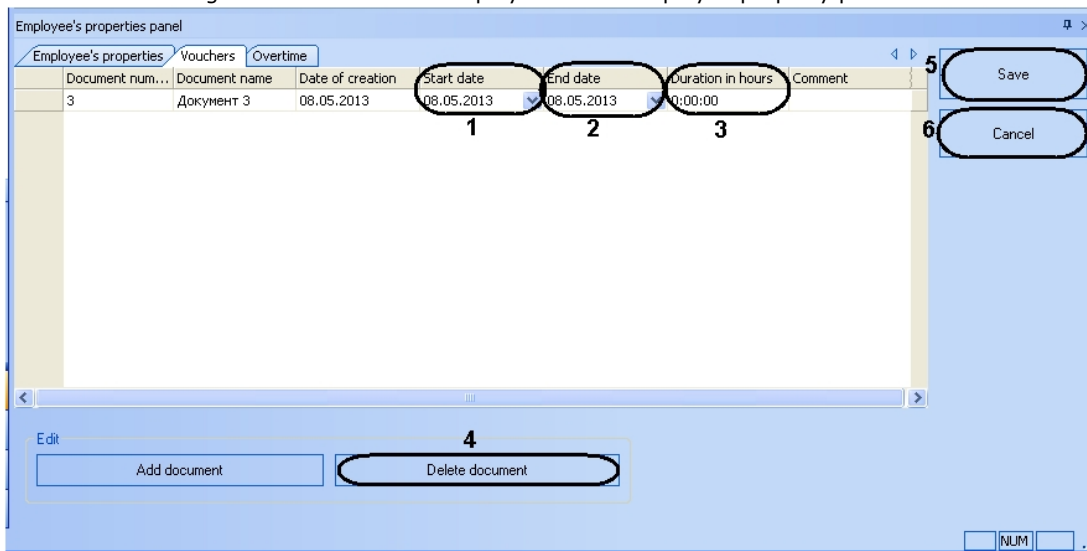 Employee's properties panel
Employee's properties Vouchers Overtime
Document num... Document name Date of creation Start date End date Duration in hours Comment
3 Документ 3 08.05.2013 08.05.2013 08.05.2013 0:00:00
1 2 3
5 Save
6 Cancel
Edit
4
Add document Delete document
NUM